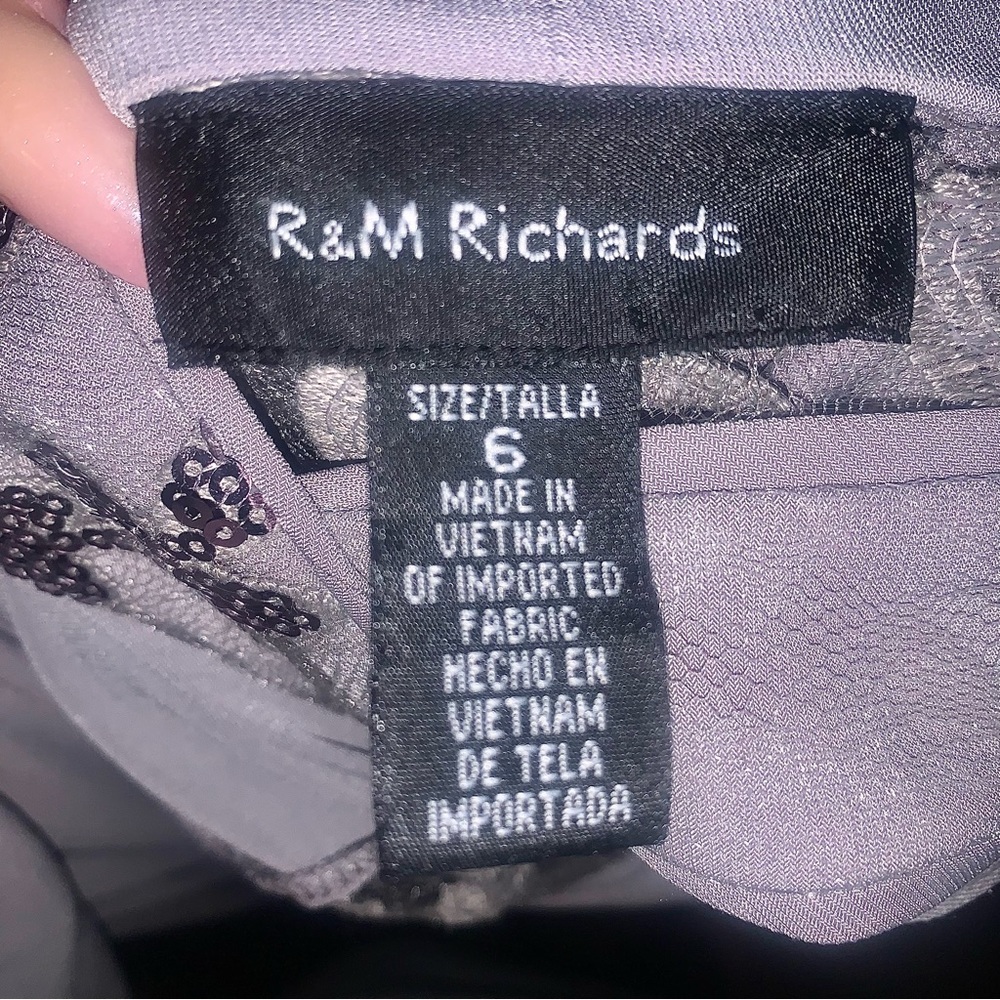 R&M Richards
SIZE/TALLA
6
MADE IN
VIETNAM
OF IMPORTED
FABRIC
HECHO EN
VIETNAM
DE TELA
IMPORTADA